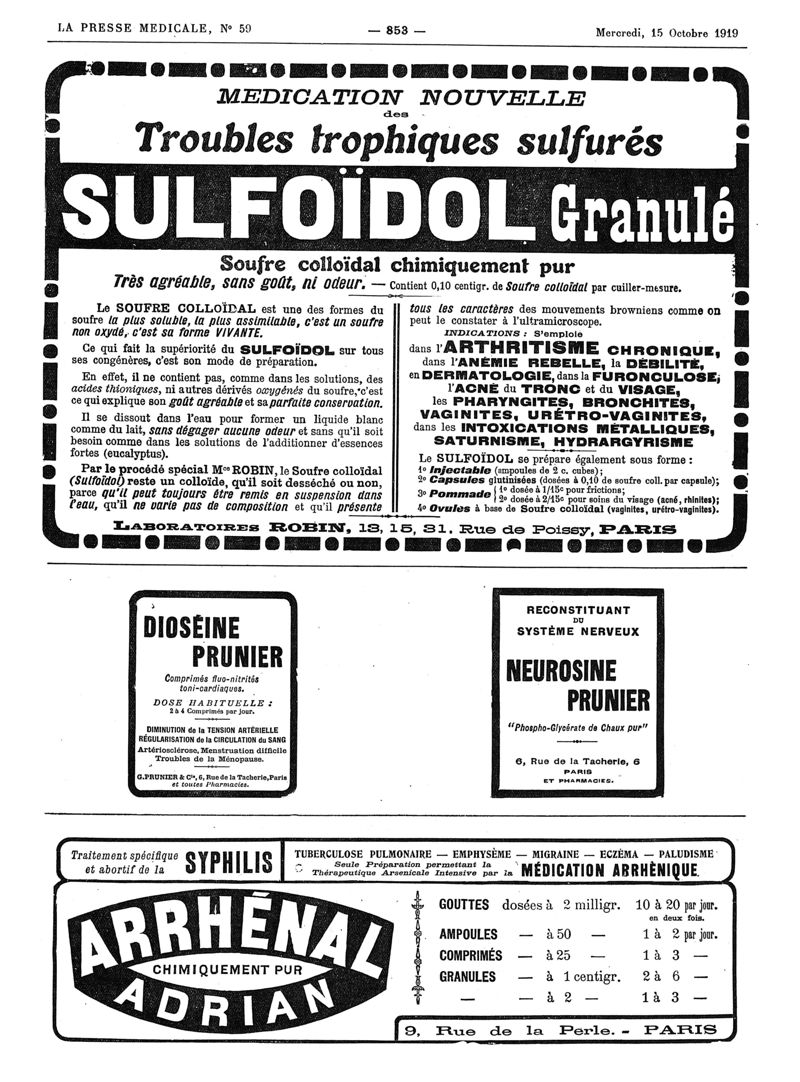 LA PRESSE MEDICALE, N° 59
— 853 —
Mercredi, 15 Octobre 1919
MEDICATION NOUVELLE
des
Troubles trophiques sulfurés
SULFOÏDOL Granulé
Soufre colloïdal chimiquement pur
Très agréable, sans goût, ni odeur. — Contient 0,10 centigr. de Soufre colloïdal par cuiller-mesure.
Le SOUFRE COLLOÏDAL est une des formes du
soufre la plus soluble, la plus assimilable, c'est un soufre
non oxydé, c'est sa forme VIVANTE.
Ce qui fait la supériorité du SULFOÏDOL sur tous
ses congénères, c'est son mode de préparation.
En effet, il ne contient pas, comme dans les solutions, des
acides thioniques, ni autres dérivés oxygénés du soufre, c'est
ce qui explique son goût agréable et sa parfaite conservation.
Il se dissout dans l'eau pour former un liquide blanc
comme du lait, sans dégager aucune odeur et sans qu'il soit
besoin comme dans les solutions de l'additionner d'essences
fortes (eucalyptus).
Par le procédé spécial Mon ROBIN, le Soufre colloïdal
(Sulfoïdol) reste un colloïde, qu'il soit desséché ou non,
parce qu'il peut toujours être remis en suspension dans
l'eau, qu'il ne varie pas de composition et qu'il présente
tous les caractères des mouvements browniens comme on
peut le constater à l'ultramicroscope.
INDICATIONS : S'emploie
dans l'ARTHRITISME CHRONIQUE,
dans l'ANÉMIE REBELLE, la DÉBILITÉ,
en DERMATOLOGIE, dans la FURONCULOSE,
l'ACNÉ du TRONC et du VISAGE,
les PHARYNGITES, BRONCHITES,
VAGINITES, URÉTRO-VAGINITES,
dans les INTOXICATIONS MÉTALLIQUES,
SATURNISME, HYDRARGYRISME
Le SULFOÏDOL se prépare également sous forme :
1° Injectable (ampoules de 2 c. cubes);
2° Capsules glutinisées (dosées à 0,10 de soufre coll. par capsule);
3° Pommade { 1° dosée à 1/15e pour frictions;
2° dosée à 2/15e pour soins du visage (acné, rhinites);
4° Ovules à base de Soufre colloïdal (vaginites, urétro-vaginites).
LABORATOIRES ROBIN, 13, 15, 31, Rue de Poissy, PARIS
DIOSÉINE
PRUNIER
Comprimés fluo-nitrités
toni-cardiaques.
DOSE HABITUELLE :
2 à 4 Comprimés par jour.
DIMINUTION de la TENSION ARTÉRIELLE
RÉGULARISATION de la CIRCULATION du SANG
Artériosclérose, Menstruation difficile
Troubles de la Ménopause.
G. PRUNIER & Cie, 6, Rue de la Tacherie, Paris
et toutes Pharmacies.
RECONSTITUANT
DU
SYSTÈME NERVEUX
NEUROSINE
PRUNIER
"Phospho-Glycérate de Chaux pur"
6, Rue de la Tacherie, 6
PARIS
ET PHARMACIES.
Traitement spécifique
et abortif de la
SYPHILIS
TUBERCULOSE PULMONAIRE — EMPHYSÈME — MIGRAINE — ECZÉMA — PALUDISME
Seule Préparation permettant la
Thérapeutique Arsenicale Intensive par la
MÉDICATION ARRHÉNIQUE
ARRHÉNAL
CHIMIQUEMENT PUR
ADRIAN
GOUTTES dosées à 2 milligr. 10 à 20 par jour.
en deux fois.
AMPOULES — à 50 — 1 à 2 par jour.
COMPRIMÉS — à 25 — 1 à 3 —
GRANULES — à 1 centigr. 2 à 6 —
— — à 2 — 1 à 3 —
9, Rue de la Perle. - PARIS